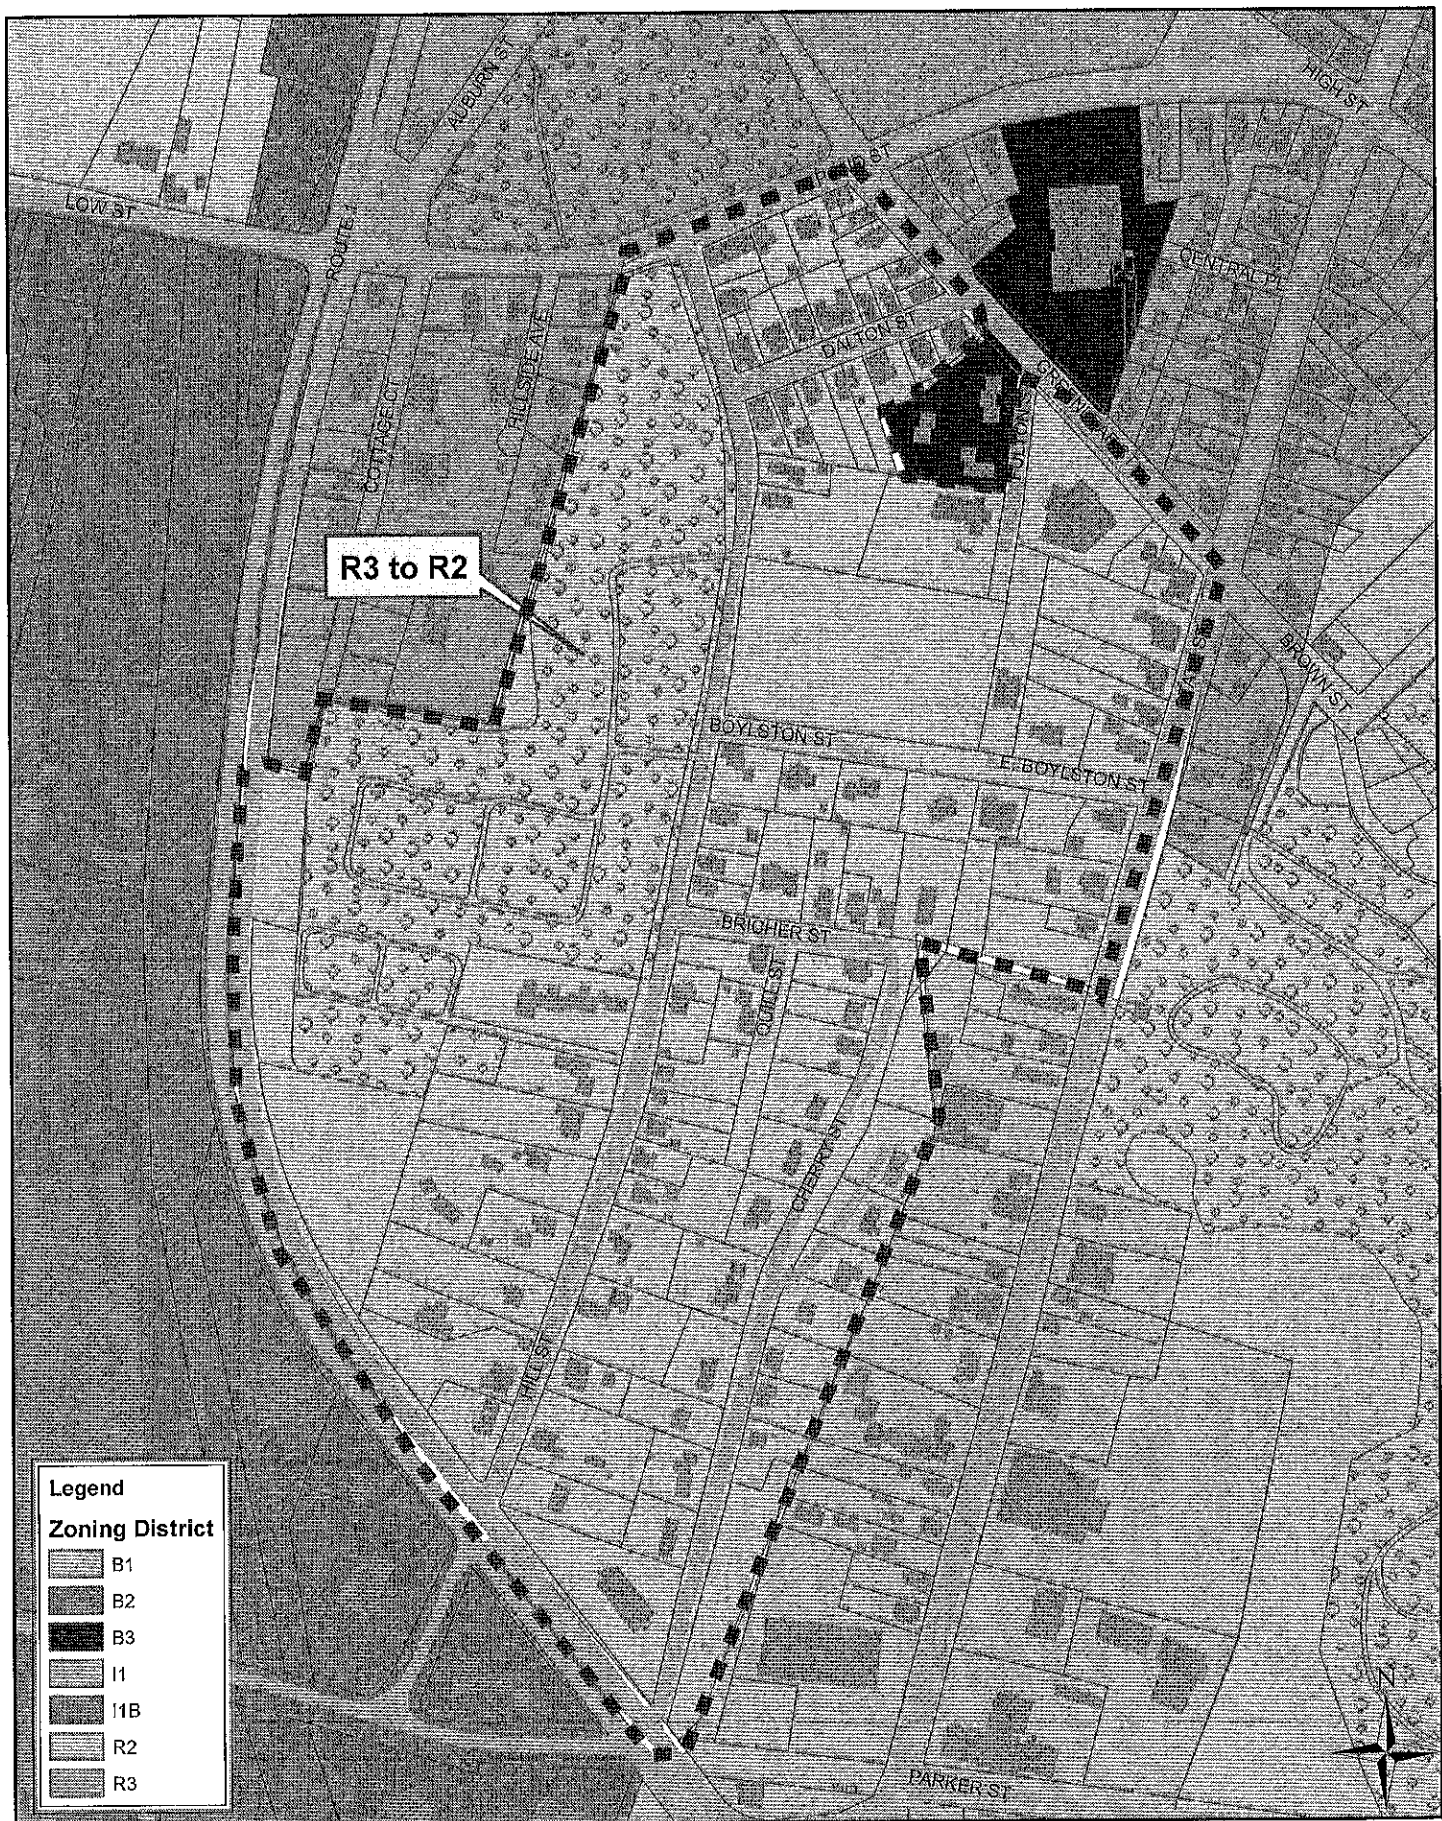 HIGH ST
AUBURN ST
POND ST
LOW ST
ROUTE 1
CENTRAL PL
HILLSIDE AVE
DALTON ST
COTTAGE CT
R3 to R2
BROWN ST
BOYLSTON ST
E. BOYLSTON ST
BRICHER ST
QUILL ST
CHERRY ST
HILL ST
PARKER ST
N
Legend
Zoning District
B1
B2
B3
I1
I1B
R2
R3